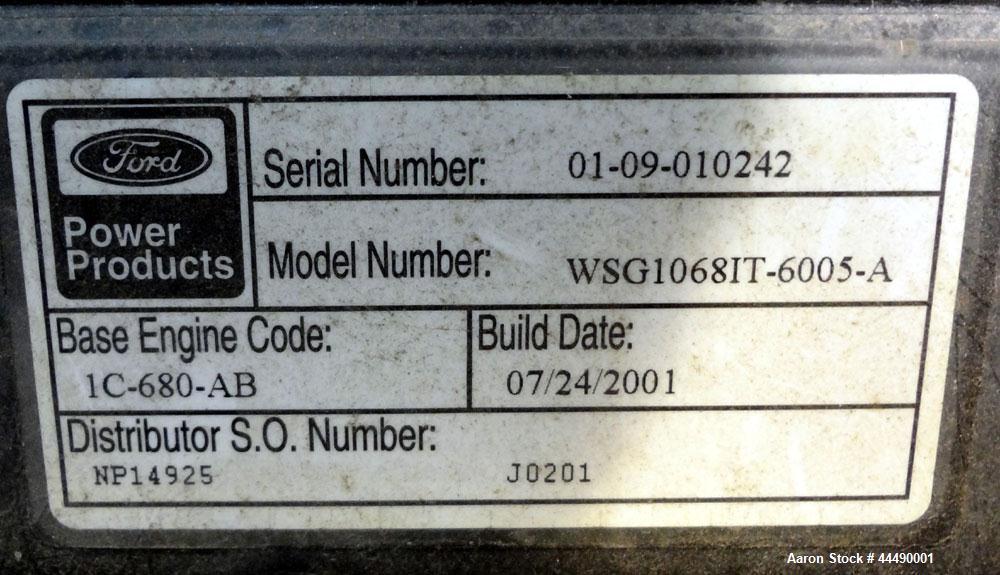 Ford
Power
Products
Serial Number: 01-09-010242
Model Number: WSG1068IT-6005-A
Base Engine Code:
1C-680-AB
Build Date:
07/24/2001
Distributor S.O. Number:
NP14925 J0201
Aaron Stock # 44490001